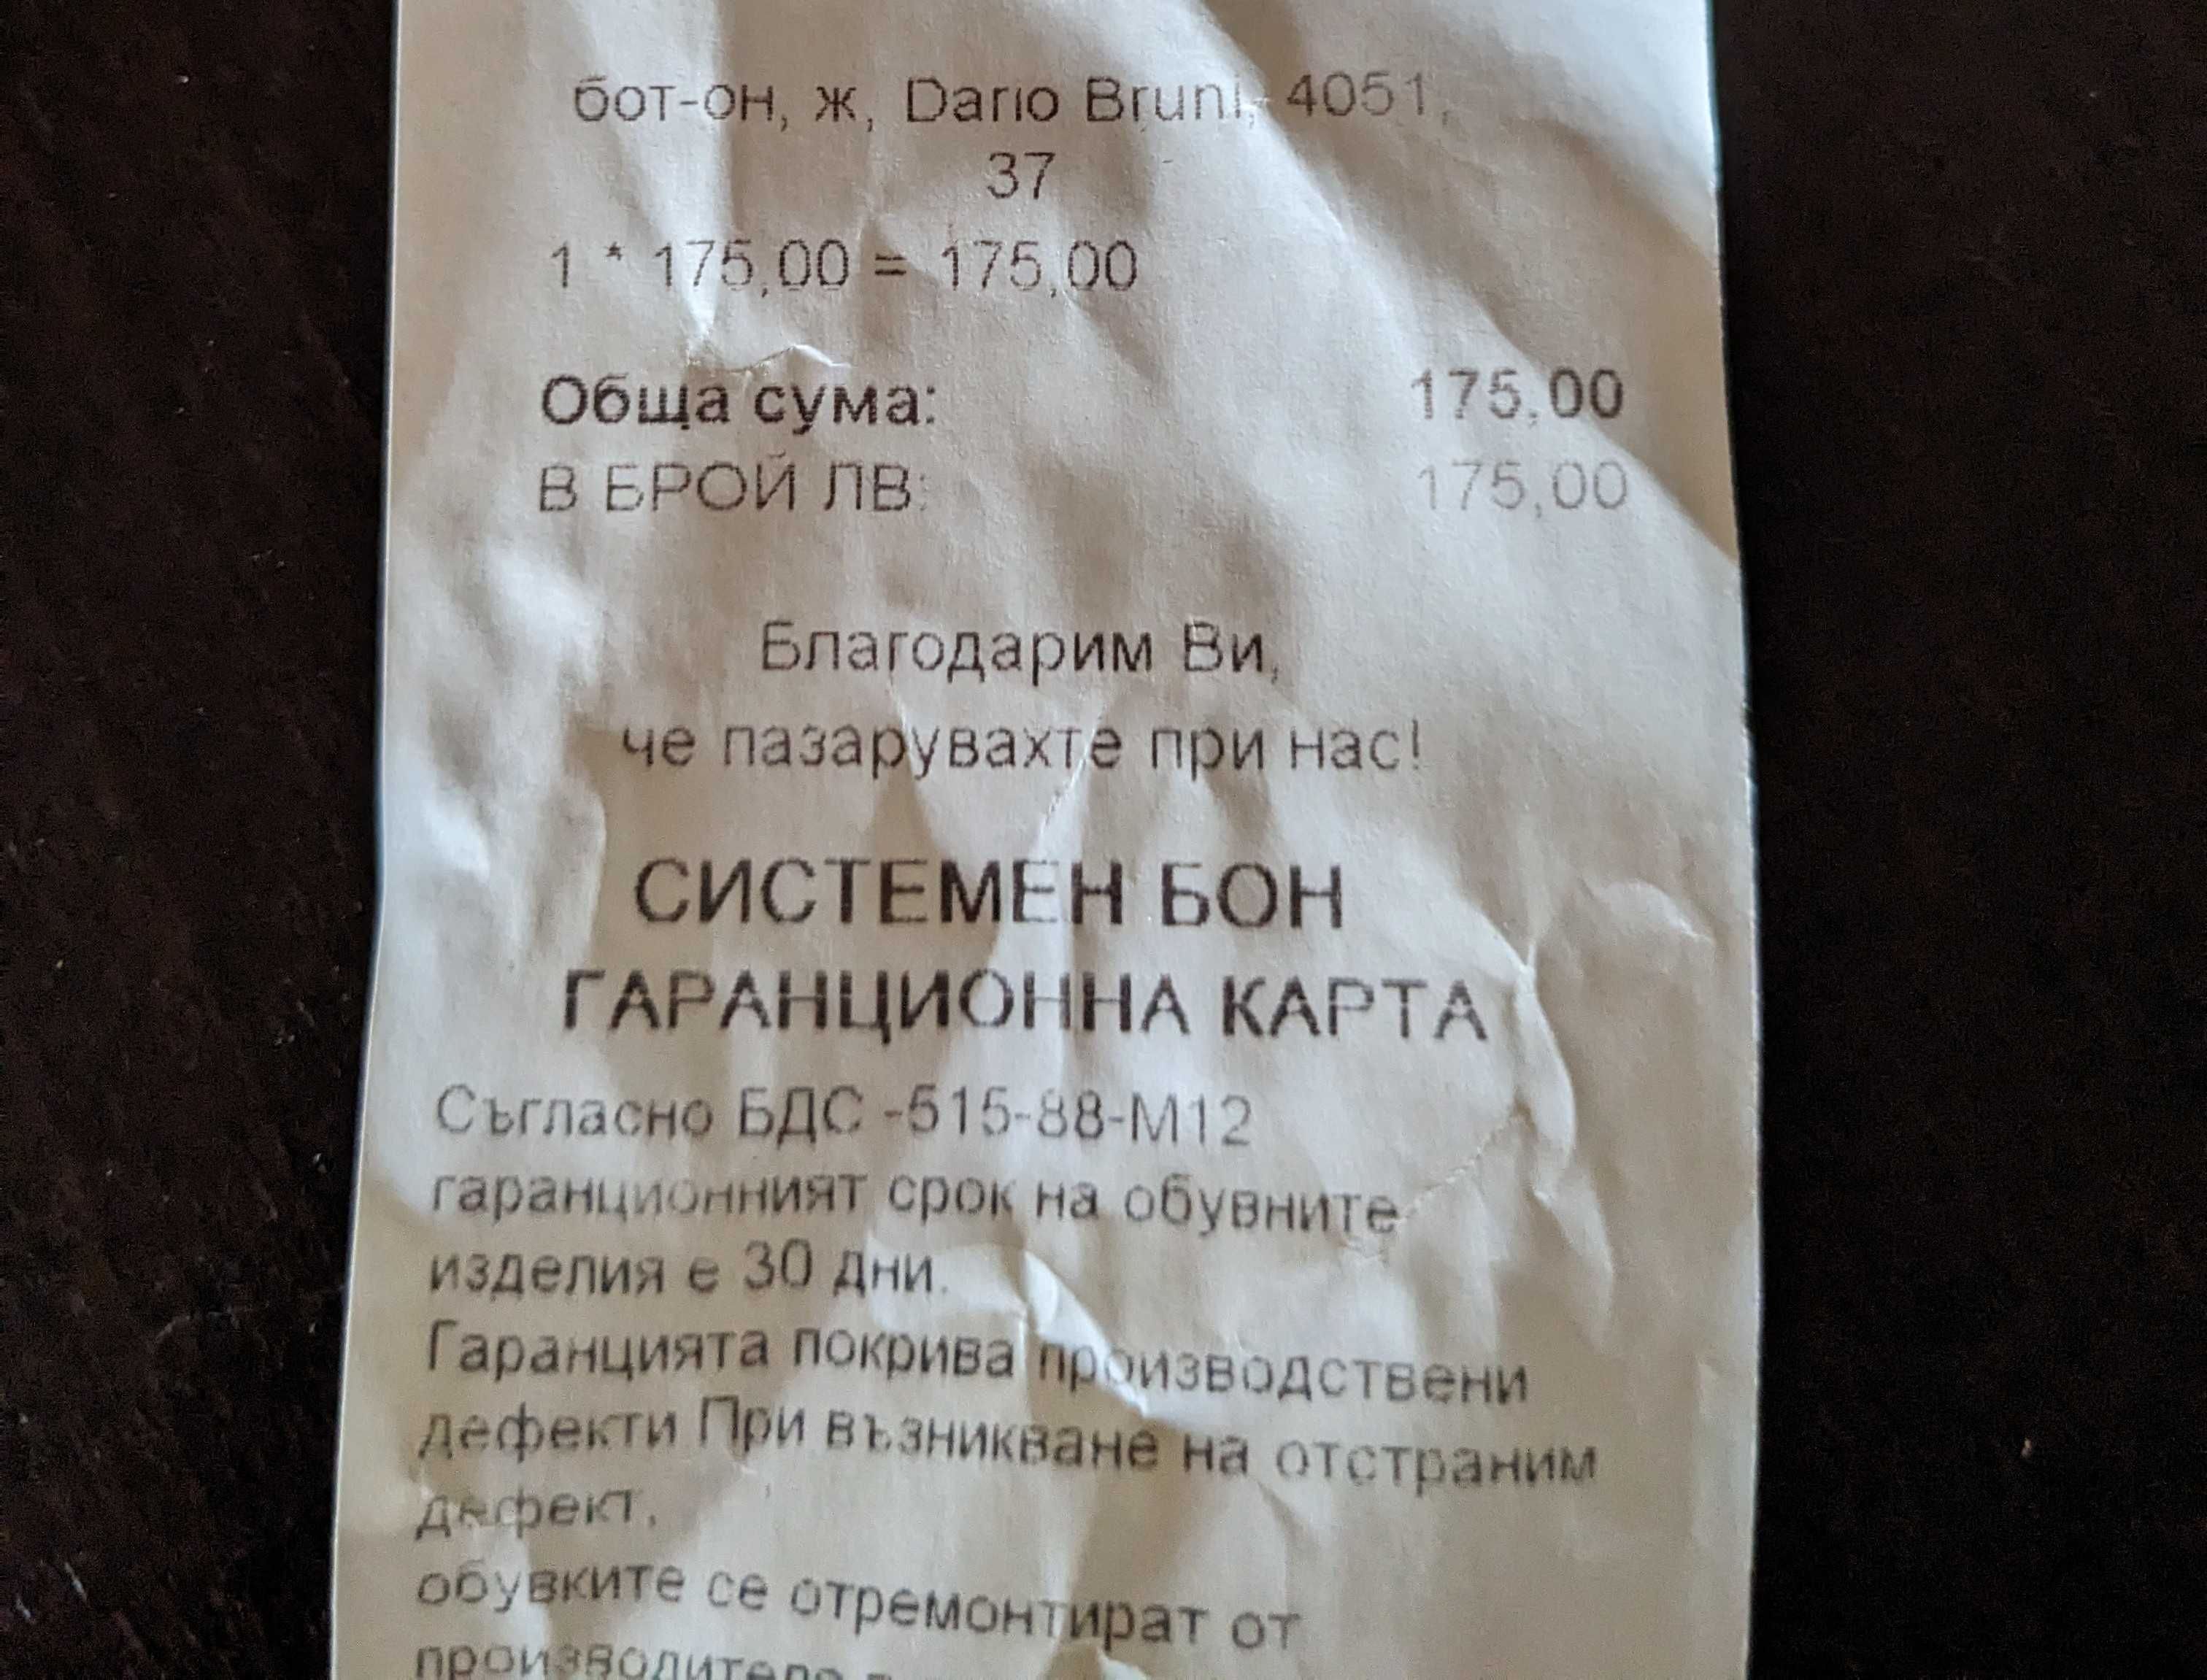 бот-он, ж, Dario Bruni, 4051,
37
1 * 175,00 = 175,00
Обща сума: 175,00
В БРОЙ ЛВ: 175,00
Благодарим Ви,
че пазарувахте при нас!
СИСТЕМЕН БОН
ГАРАНЦИОННА КАРТА
Съгласно БДС -515-88-М12
гаранционният срок на обувните
изделия е 30 дни.
Гаранцията покрива производствени
дефекти При възникване на отстраним
дефект,
обувките се отремонтират от
производителя